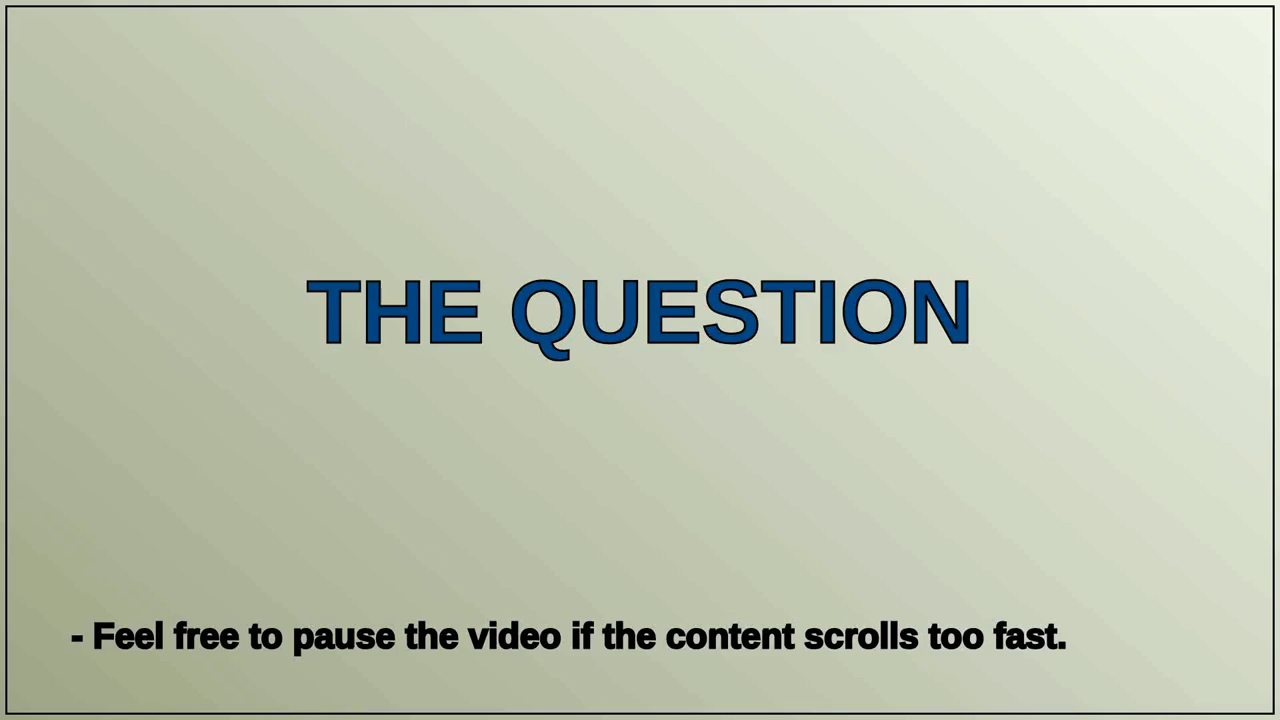 THE QUESTION
- Feel free to pause the video if the content scrolls too fast.